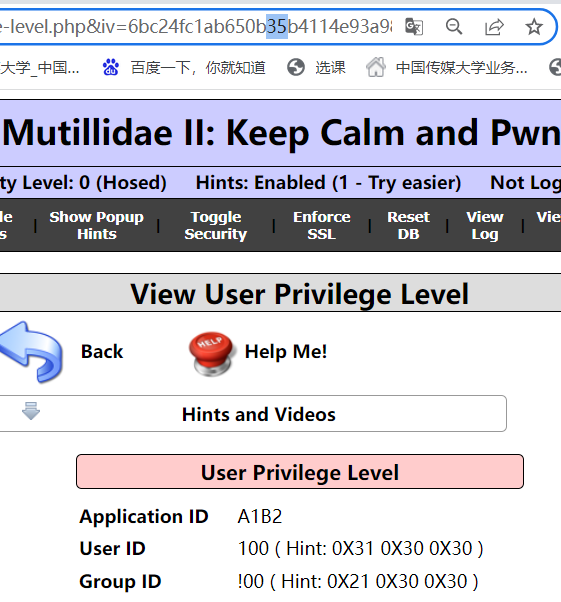 e-level.php&iv=6bc24fc1ab650b35b4114e93a98
大学_中国... 百度一下，你就知道 选课 中国传媒大学业务...
Mutillidae II: Keep Calm and Pwn
ty Level: 0 (Hosed) Hints: Enabled (1 - Try easier) Not Log
le Show Popup Toggle Enforce Reset View Vie
s | Hints | Security | SSL | DB | Log |
View User Privilege Level
Back HELP Help Me!
Hints and Videos
User Privilege Level
Application ID A1B2
User ID 100 ( Hint: 0X31 0X30 0X30 )
Group ID !00 ( Hint: 0X21 0X30 0X30 )